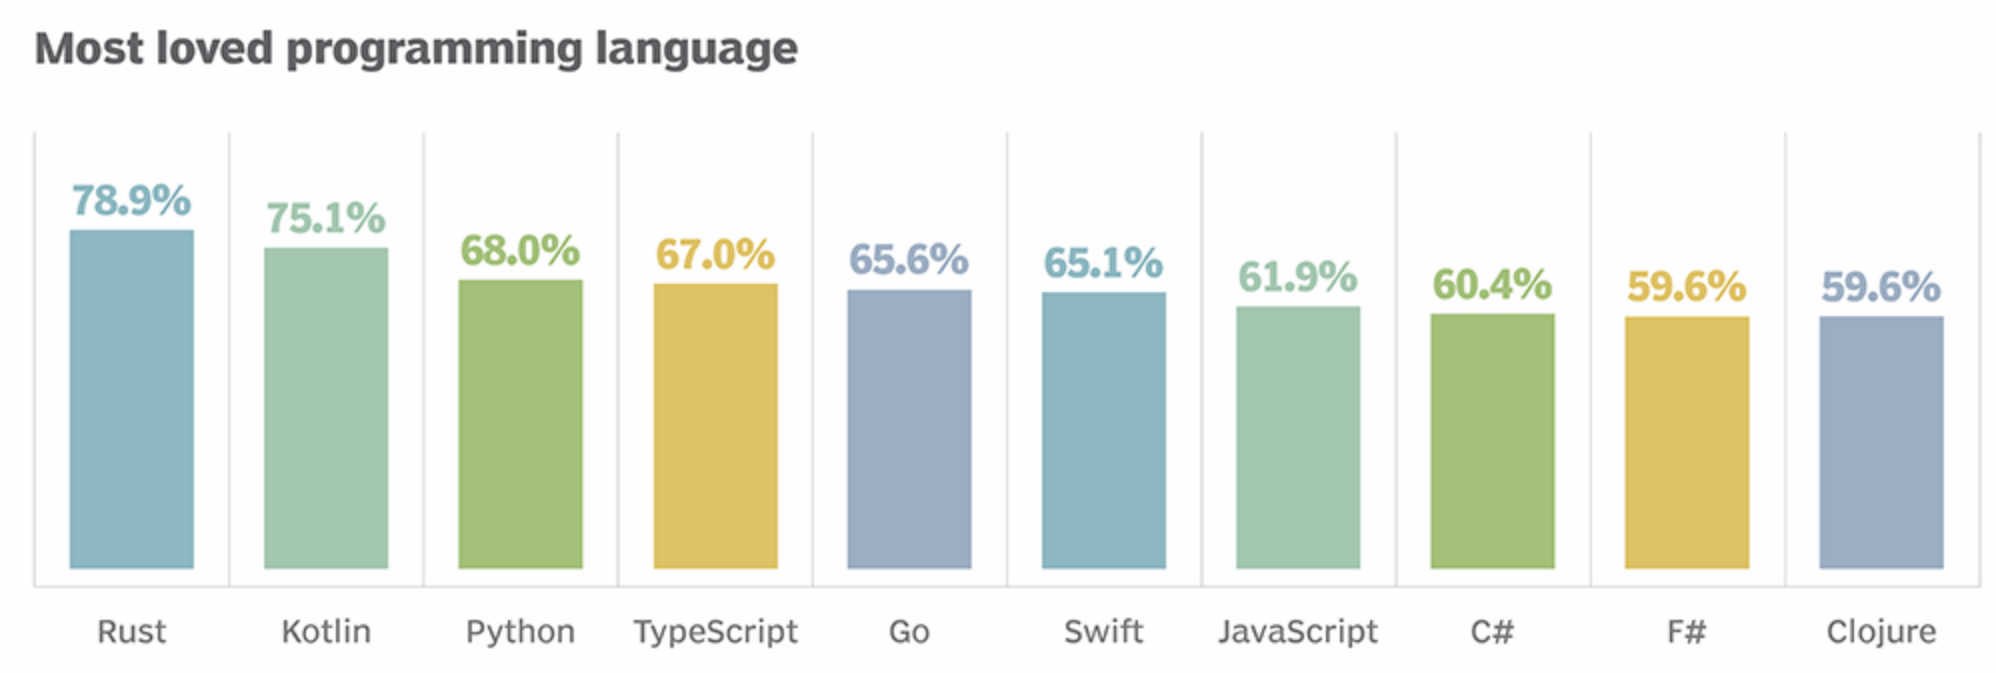 Most loved programming language
78.9% 75.1% 68.0% 67.0% 65.6% 65.1% 61.9% 60.4% 59.6% 59.6%
Rust Kotlin Python TypeScript Go Swift JavaScript C# F# Clojure